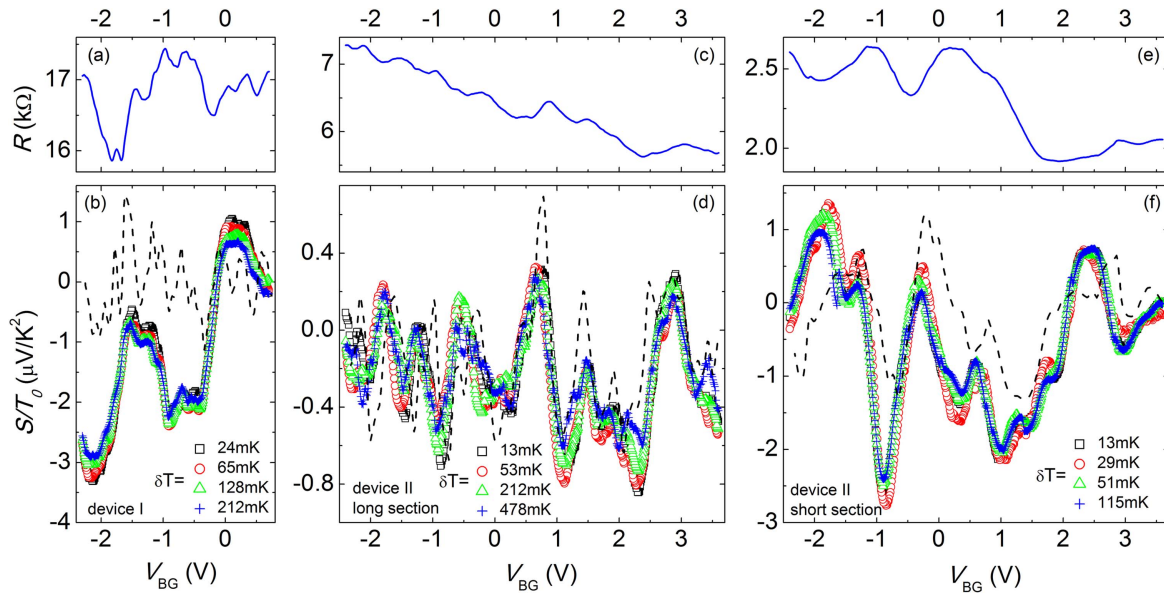 -2 -1 0 -2 -1 0 1 2 3 -2 -1 0 1 2 3
(a) (c) (e)
R (kΩ)
17
16
7
6
2.5
2.0
(b) (d) (f)
S/T₀ (μV/K²)
1
0
-1
-2
-3
-4
0.4
0.0
-0.4
-0.8
1
0
-1
-2
-3
24mK
65mK
δT= 128mK
212mK
device I
13mK
53mK
δT= 212mK
478mK
device II
long section
13mK
29mK
δT= 51mK
115mK
device II
short section
-2 -1 0 -2 -1 0 1 2 3 -2 -1 0 1 2 3
V_BG (V) V_BG (V) V_BG (V)